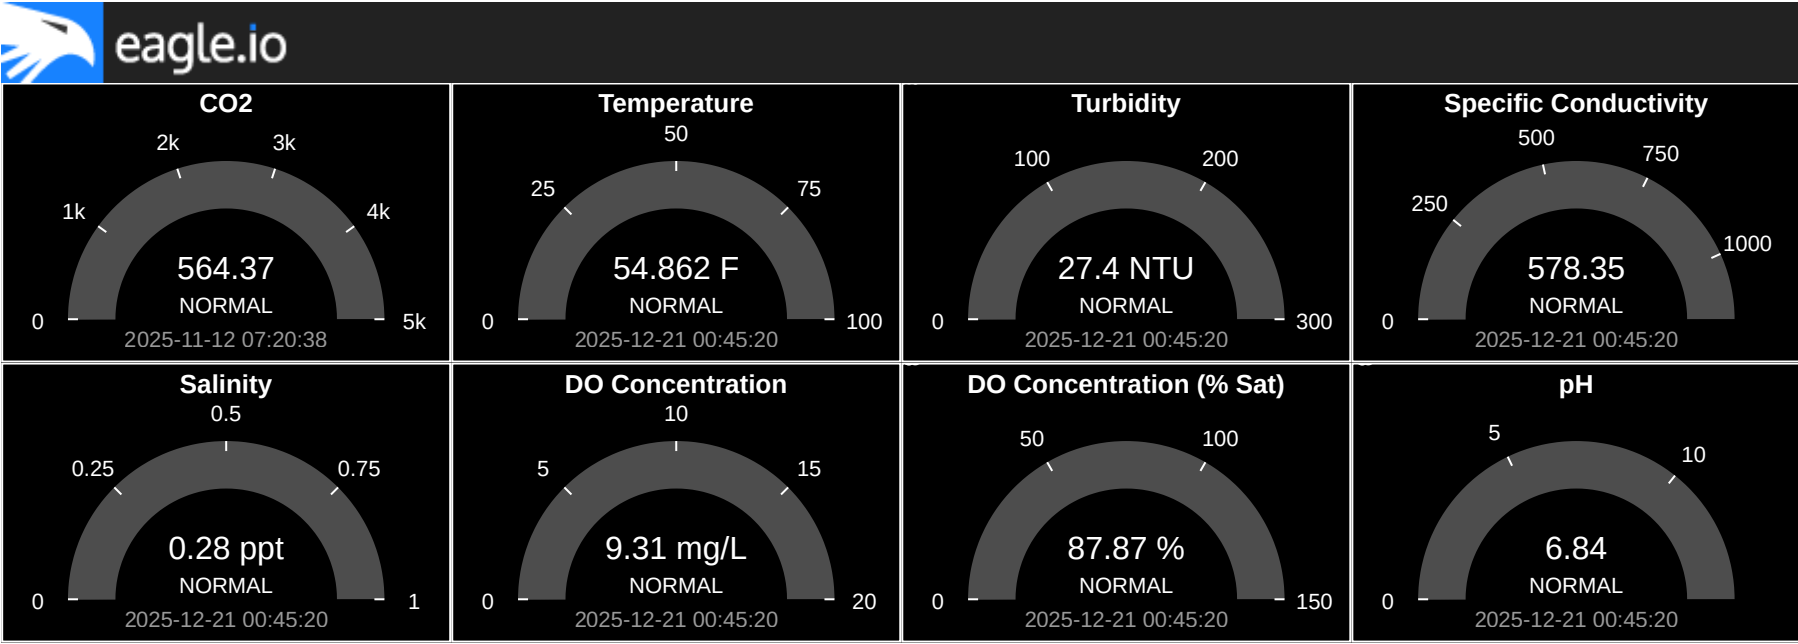 eagle.io
CO2
2k
3k
1k
4k
564.37
NORMAL
0
5k
2025-11-12 07:20:38
Temperature
50
25
75
54.862 F
NORMAL
0
100
2025-12-21 00:45:20
Turbidity
100
200
27.4 NTU
NORMAL
0
300
2025-12-21 00:45:20
Specific Conductivity
500
750
250
1000
578.35
NORMAL
0
2025-12-21 00:45:20
Salinity
0.5
0.25
0.75
0.28 ppt
NORMAL
0
1
2025-12-21 00:45:20
DO Concentration
10
5
15
9.31 mg/L
NORMAL
0
20
2025-12-21 00:45:20
DO Concentration (% Sat)
50
100
87.87 %
NORMAL
0
150
2025-12-21 00:45:20
pH
5
10
6.84
NORMAL
0
2025-12-21 00:45:20